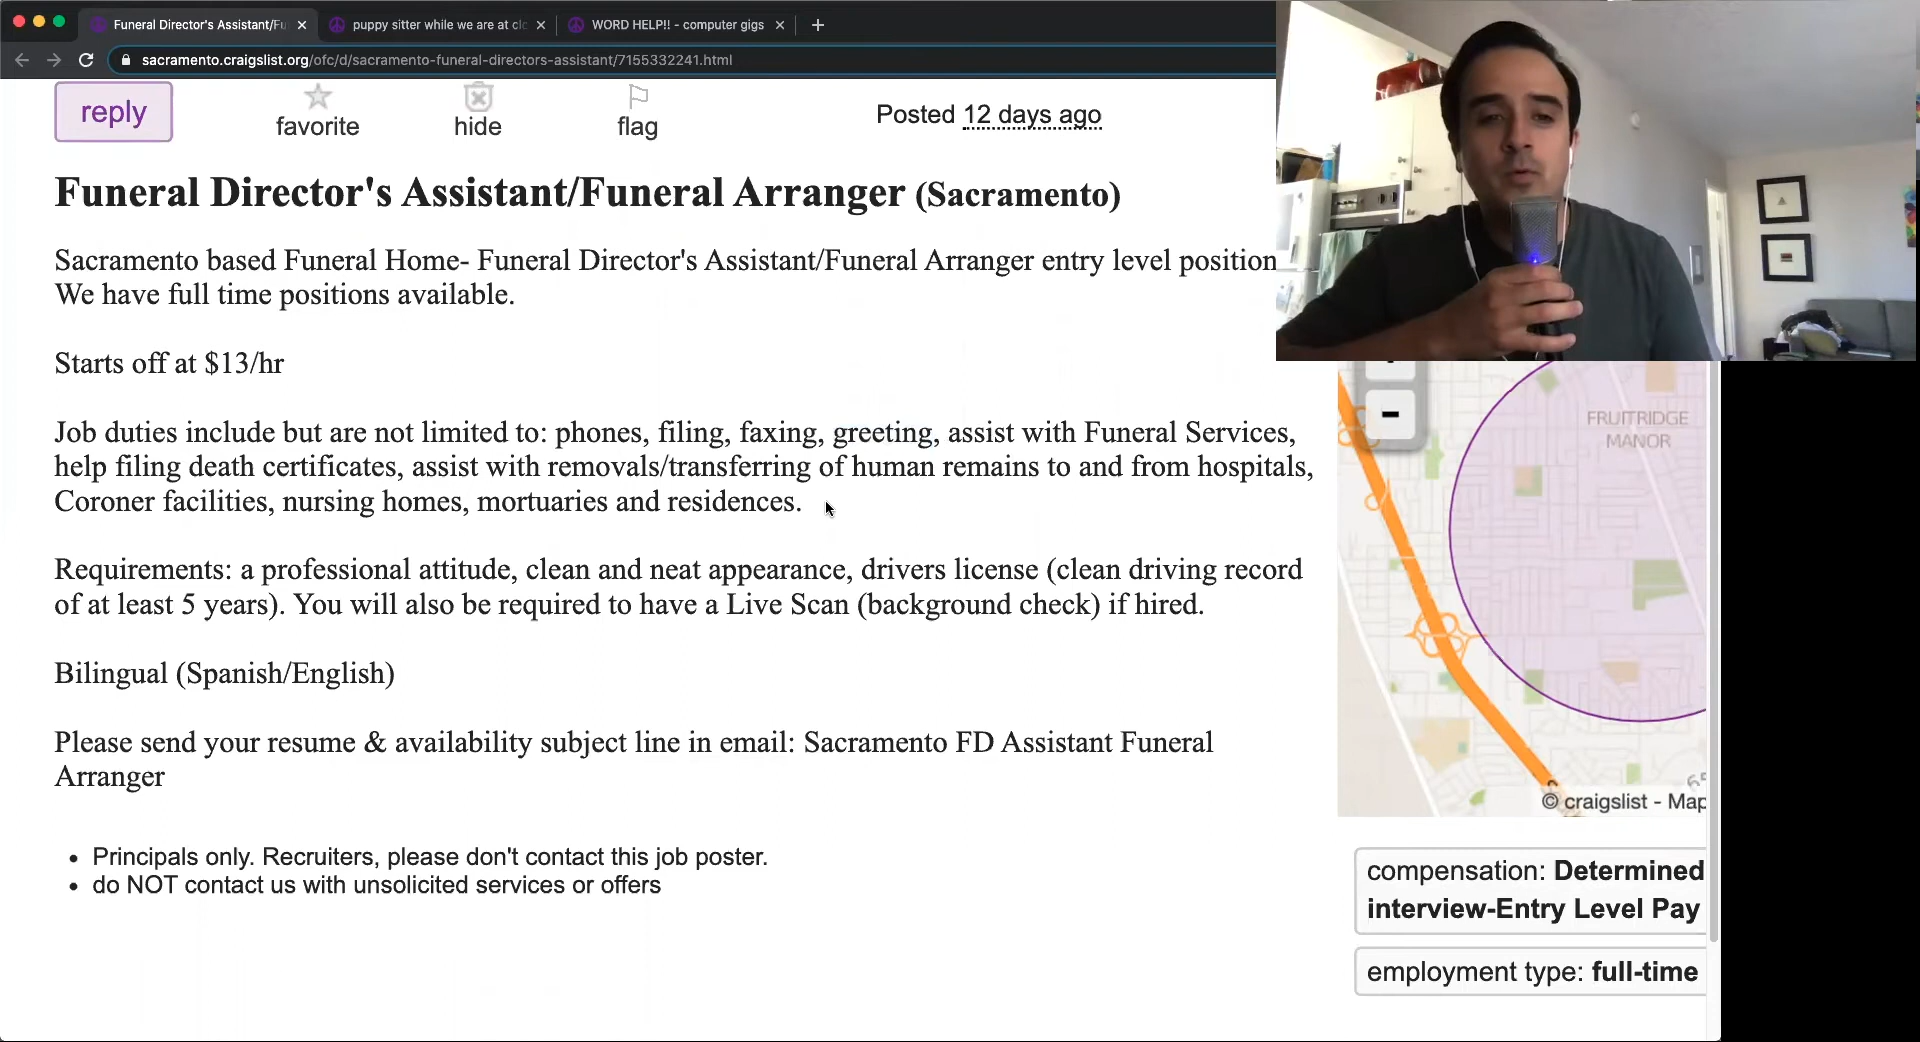 Funeral Director's Assistant/Fu
puppy sitter while we are at clo
WORD HELP!! - computer gigs
sacramento.craigslist.org/ofc/d/sacramento-funeral-directors-assistant/7155332241.html
reply
favorite
hide
flag
Posted 12 days ago
Funeral Director's Assistant/Funeral Arranger (Sacramento)
Sacramento based Funeral Home- Funeral Director's Assistant/Funeral Arranger entry level position
We have full time positions available.
Starts off at $13/hr
Job duties include but are not limited to: phones, filing, faxing, greeting, assist with Funeral Services,
help filing death certificates, assist with removals/transferring of human remains to and from hospitals,
Coroner facilities, nursing homes, mortuaries and residences.
Requirements: a professional attitude, clean and neat appearance, drivers license (clean driving record
of at least 5 years). You will also be required to have a Live Scan (background check) if hired.
Bilingual (Spanish/English)
Please send your resume & availability subject line in email: Sacramento FD Assistant Funeral
Arranger
• Principals only. Recruiters, please don't contact this job poster.
• do NOT contact us with unsolicited services or offers
FRUITRIDGE
MANOR
© craigslist - Map
compensation: Determined
interview-Entry Level Pay
employment type: full-time